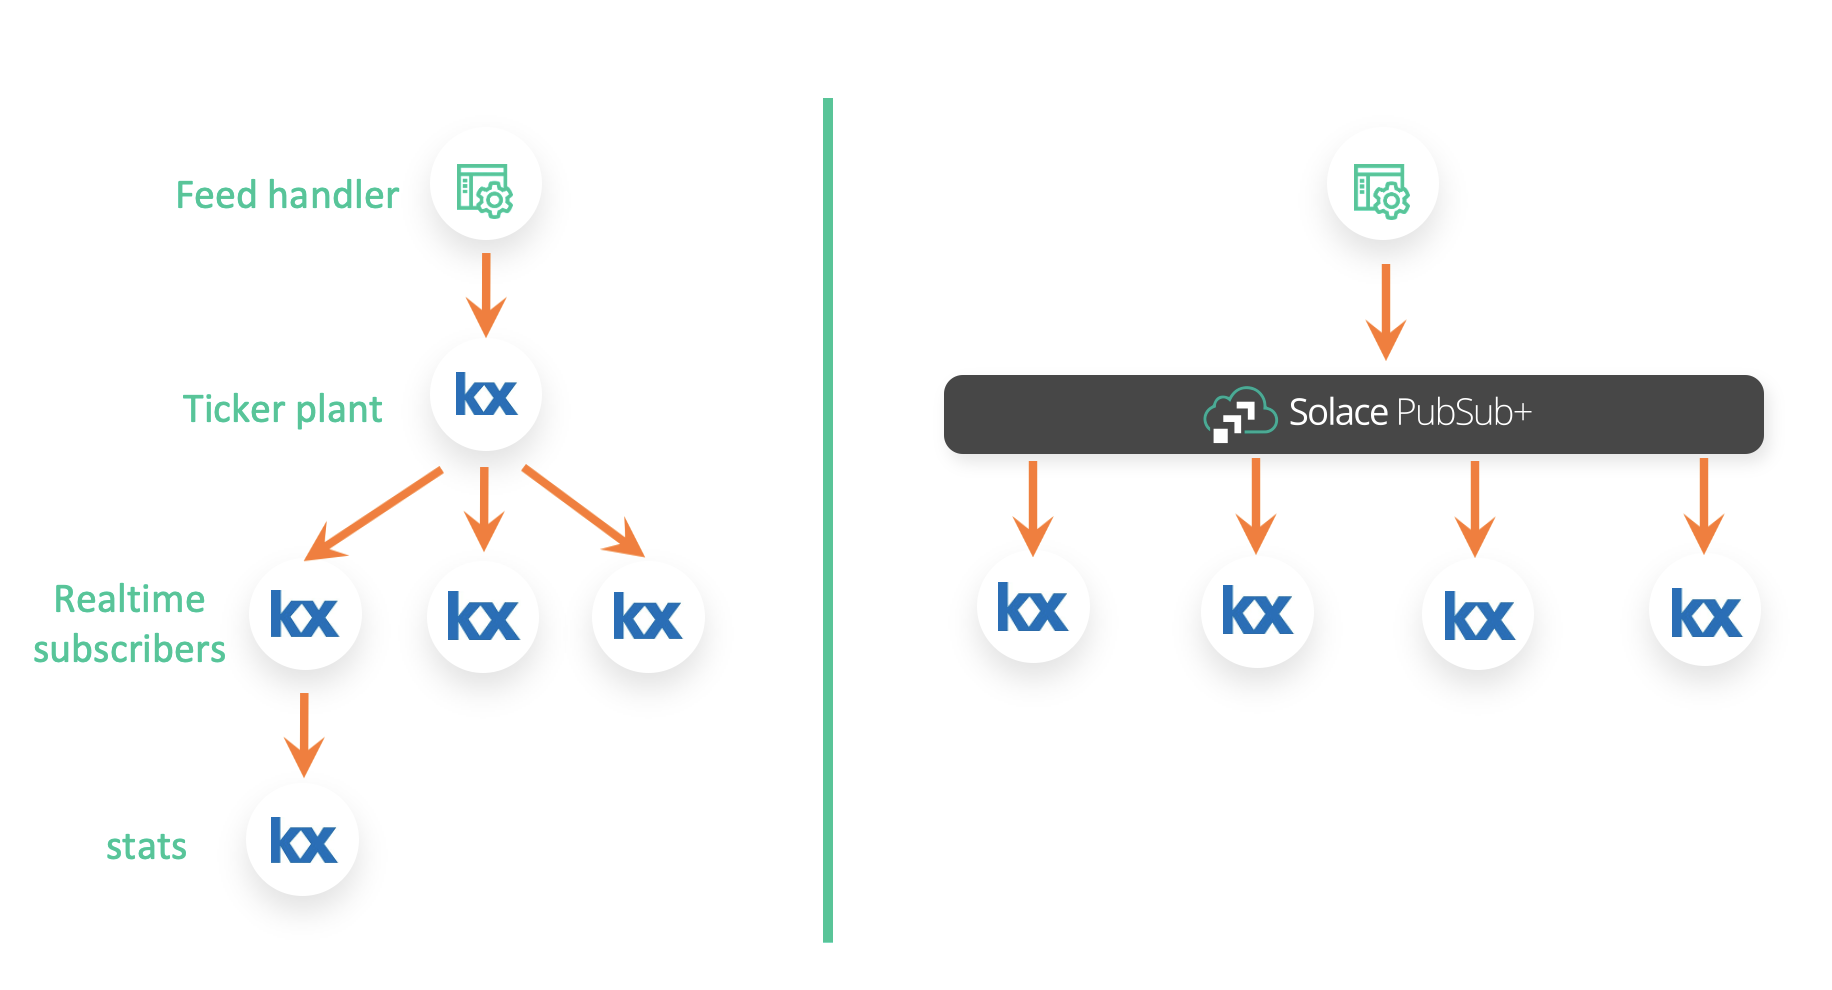 Feed handler
Ticker plant
kx
Realtime
subscribers
kx
kx
kx
stats
kx
Solace PubSub+
kx
kx
kx
kx